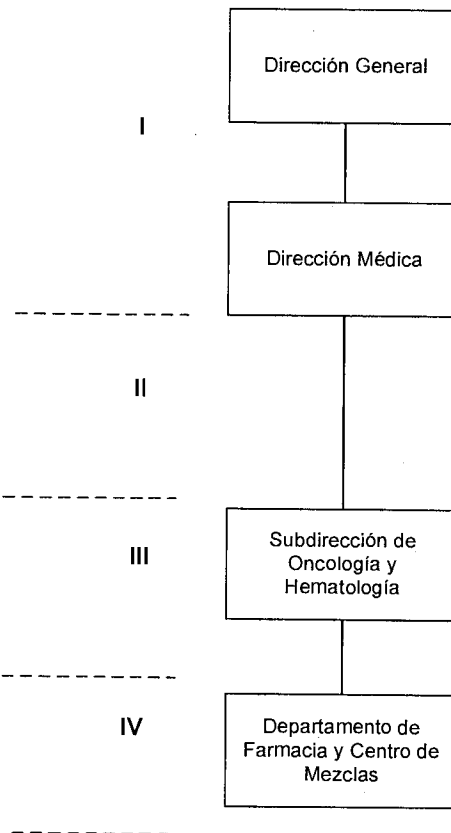 Dirección General
I
Dirección Médica
II
III
Subdirección de
Oncología y
Hematología
IV
Departamento de
Farmacia y Centro de
Mezclas